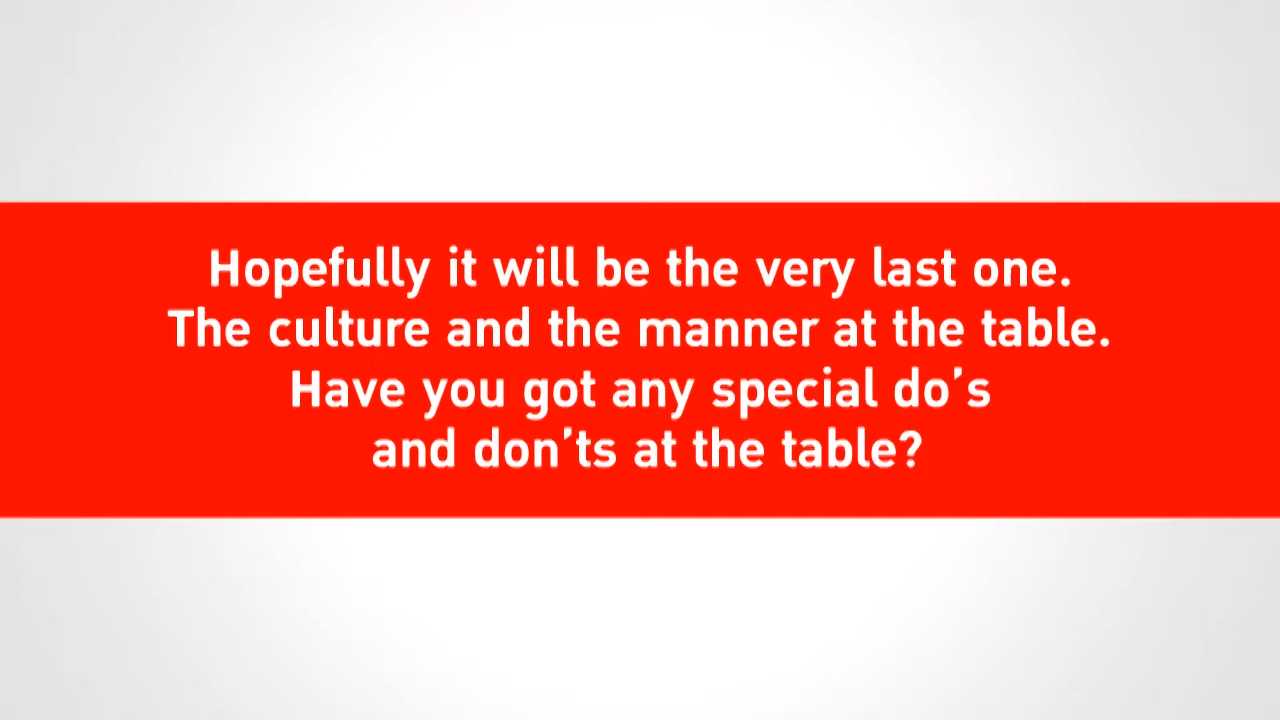 Hopefully it will be the very last one.
The culture and the manner at the table.
Have you got any special do’s
and don’ts at the table?